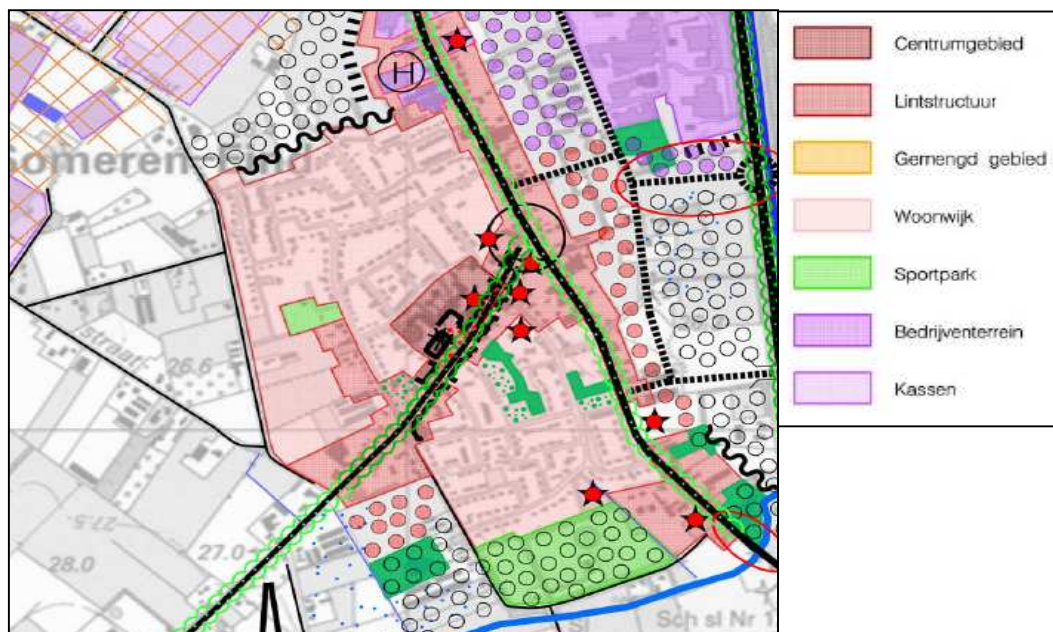 H
Someren
straat
26.6
27.5
28.0
27.0
Sch sl Nr 1
Centrumgebied
Lintstructuur
Gemengd gebied
Woonwijk
Sportpark
Bedrijventerrein
Kassen